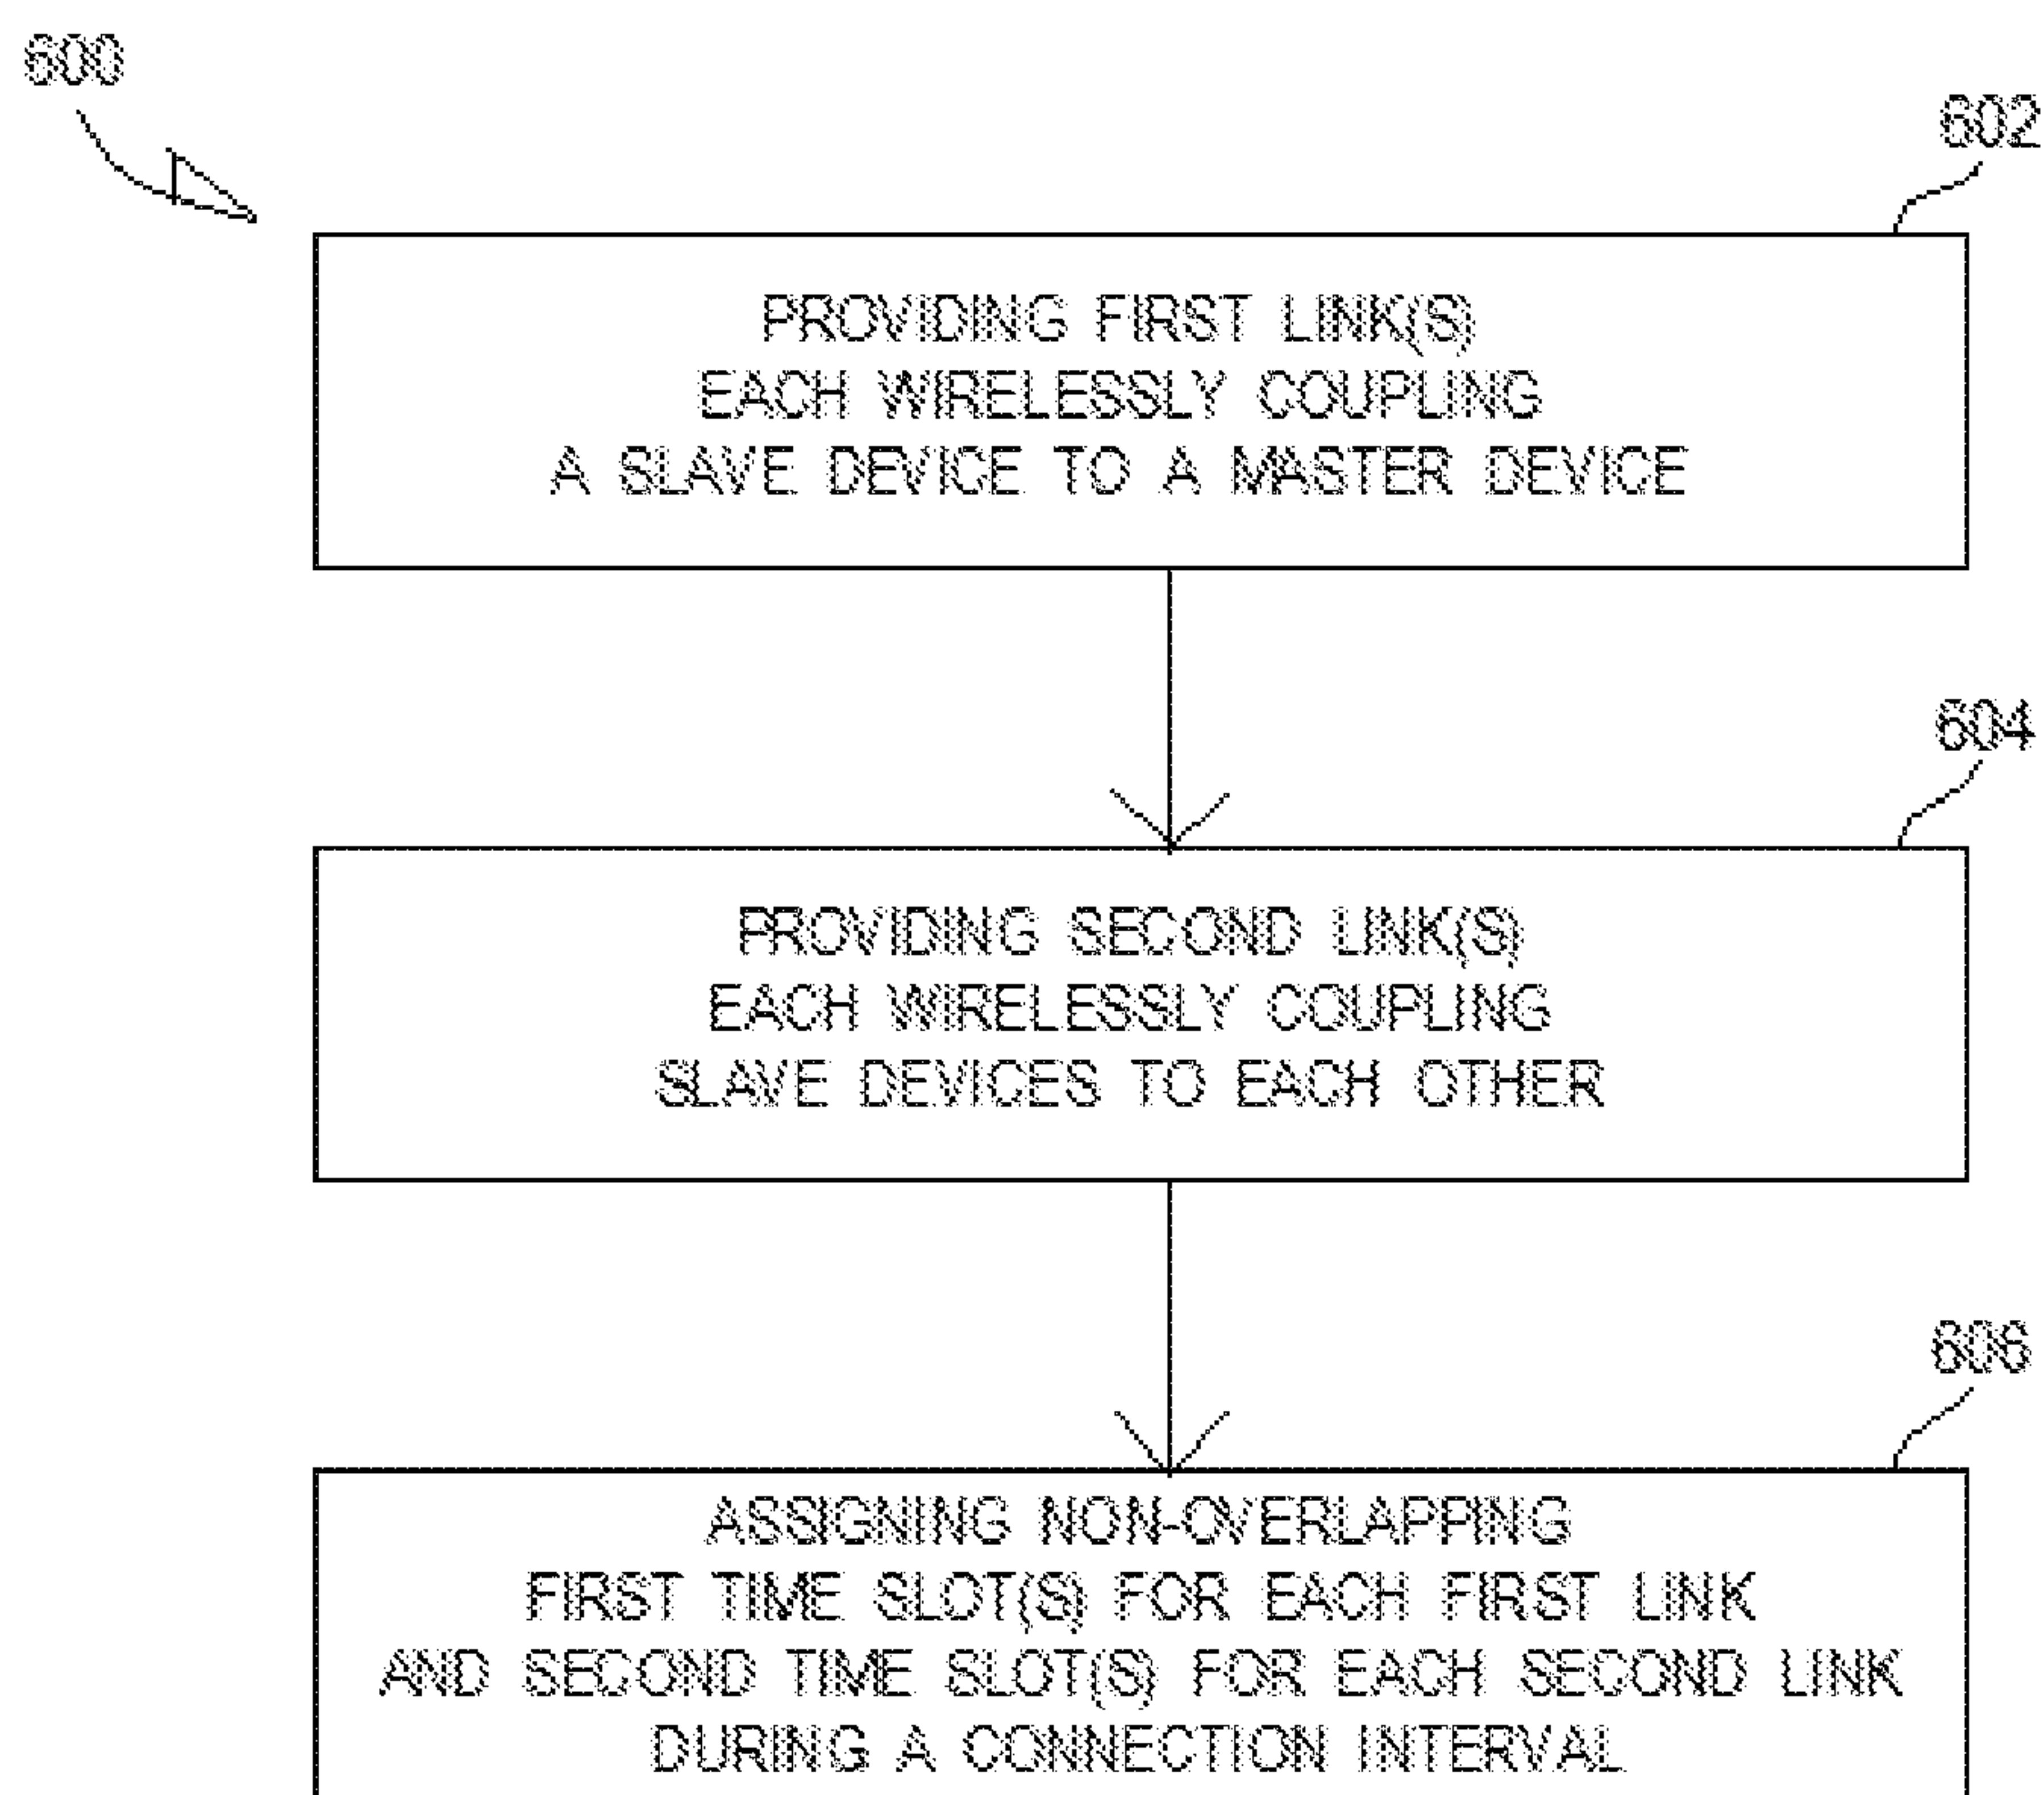 600
602
PROVIDING FIRST LINK(S)
EACH WIRELESSLY COUPLING
A SLAVE DEVICE TO A MASTER DEVICE
604
PROVIDING SECOND LINK(S)
EACH WIRELESSLY COUPLING
SLAVE DEVICES TO EACH OTHER
606
ASSIGNING NON-OVERLAPPING
FIRST TIME SLOT(S) FOR EACH FIRST LINK
AND SECOND TIME SLOT(S) FOR EACH SECOND LINK
DURING A CONNECTION INTERVAL